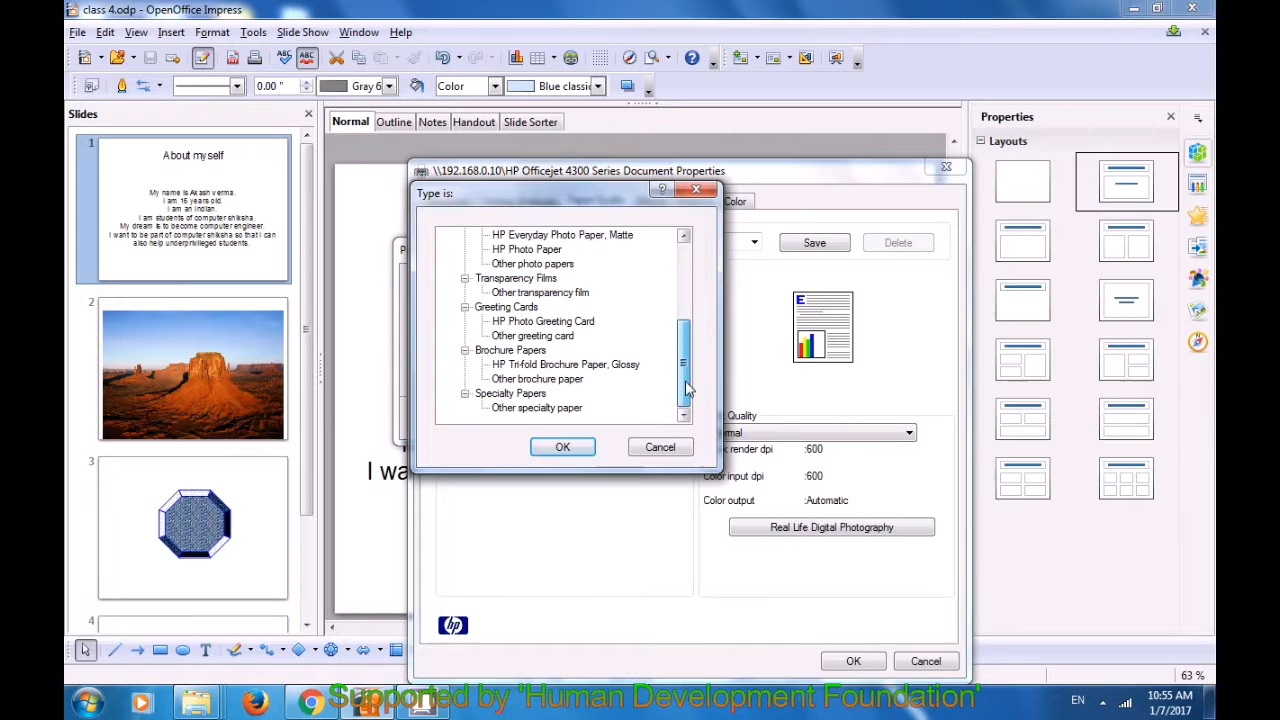 class 4.odp - OpenOffice Impress
File Edit View Insert Format Tools Slide Show Window Help
0.00 " Gray 6 Color Blue classic
Slides
Normal Outline Notes Handout Slide Sorter
Properties
Layouts
1
About myself
My name is Akash verma.
I am 16 years old.
I am an Indian.
I am students of computer shiksha.
My dream is to become computer engineer.
I want to be part of computer shiksha so that I can
also help underprivileged students.
2
3
4
I wa
\\192.168.0.10\HP Officejet 4300 Series Document Properties
Color
Save Delete
Type is:
HP Everyday Photo Paper, Matte
HP Photo Paper
Other photo papers
Transparency Films
Other transparency film
Greeting Cards
HP Photo Greeting Card
Other greeting card
Brochure Papers
HP Tri-fold Brochure Paper, Glossy
Other brochure paper
Specialty Papers
Other specialty paper
OK Cancel
Quality
render dpi :600
Color input dpi :600
Color output :Automatic
Real Life Digital Photography
hp
OK Cancel
63 %
Supported by 'Human Development Foundation'
EN
10:55 AM
1/7/2017